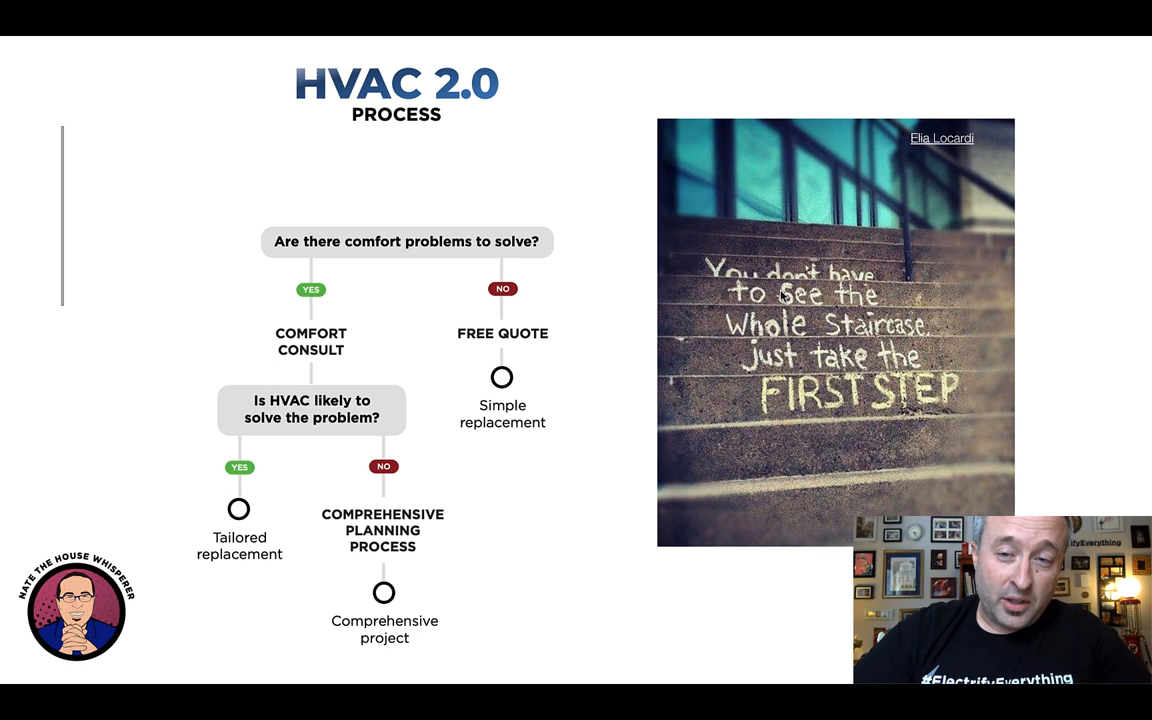 HVAC 2.0
PROCESS
Are there comfort problems to solve?
YES
NO
COMFORT
CONSULT
FREE QUOTE
Is HVAC likely to
solve the problem?
Simple
replacement
YES
NO
Tailored
replacement
COMPREHENSIVE
PLANNING
PROCESS
Comprehensive
project
NATE THE HOUSE WHISPERER
Elia Locardi
You don't have
to see the
Whole Staircase,
just take the
FIRST STEP
ifyEverything
#ElectrifyEverything